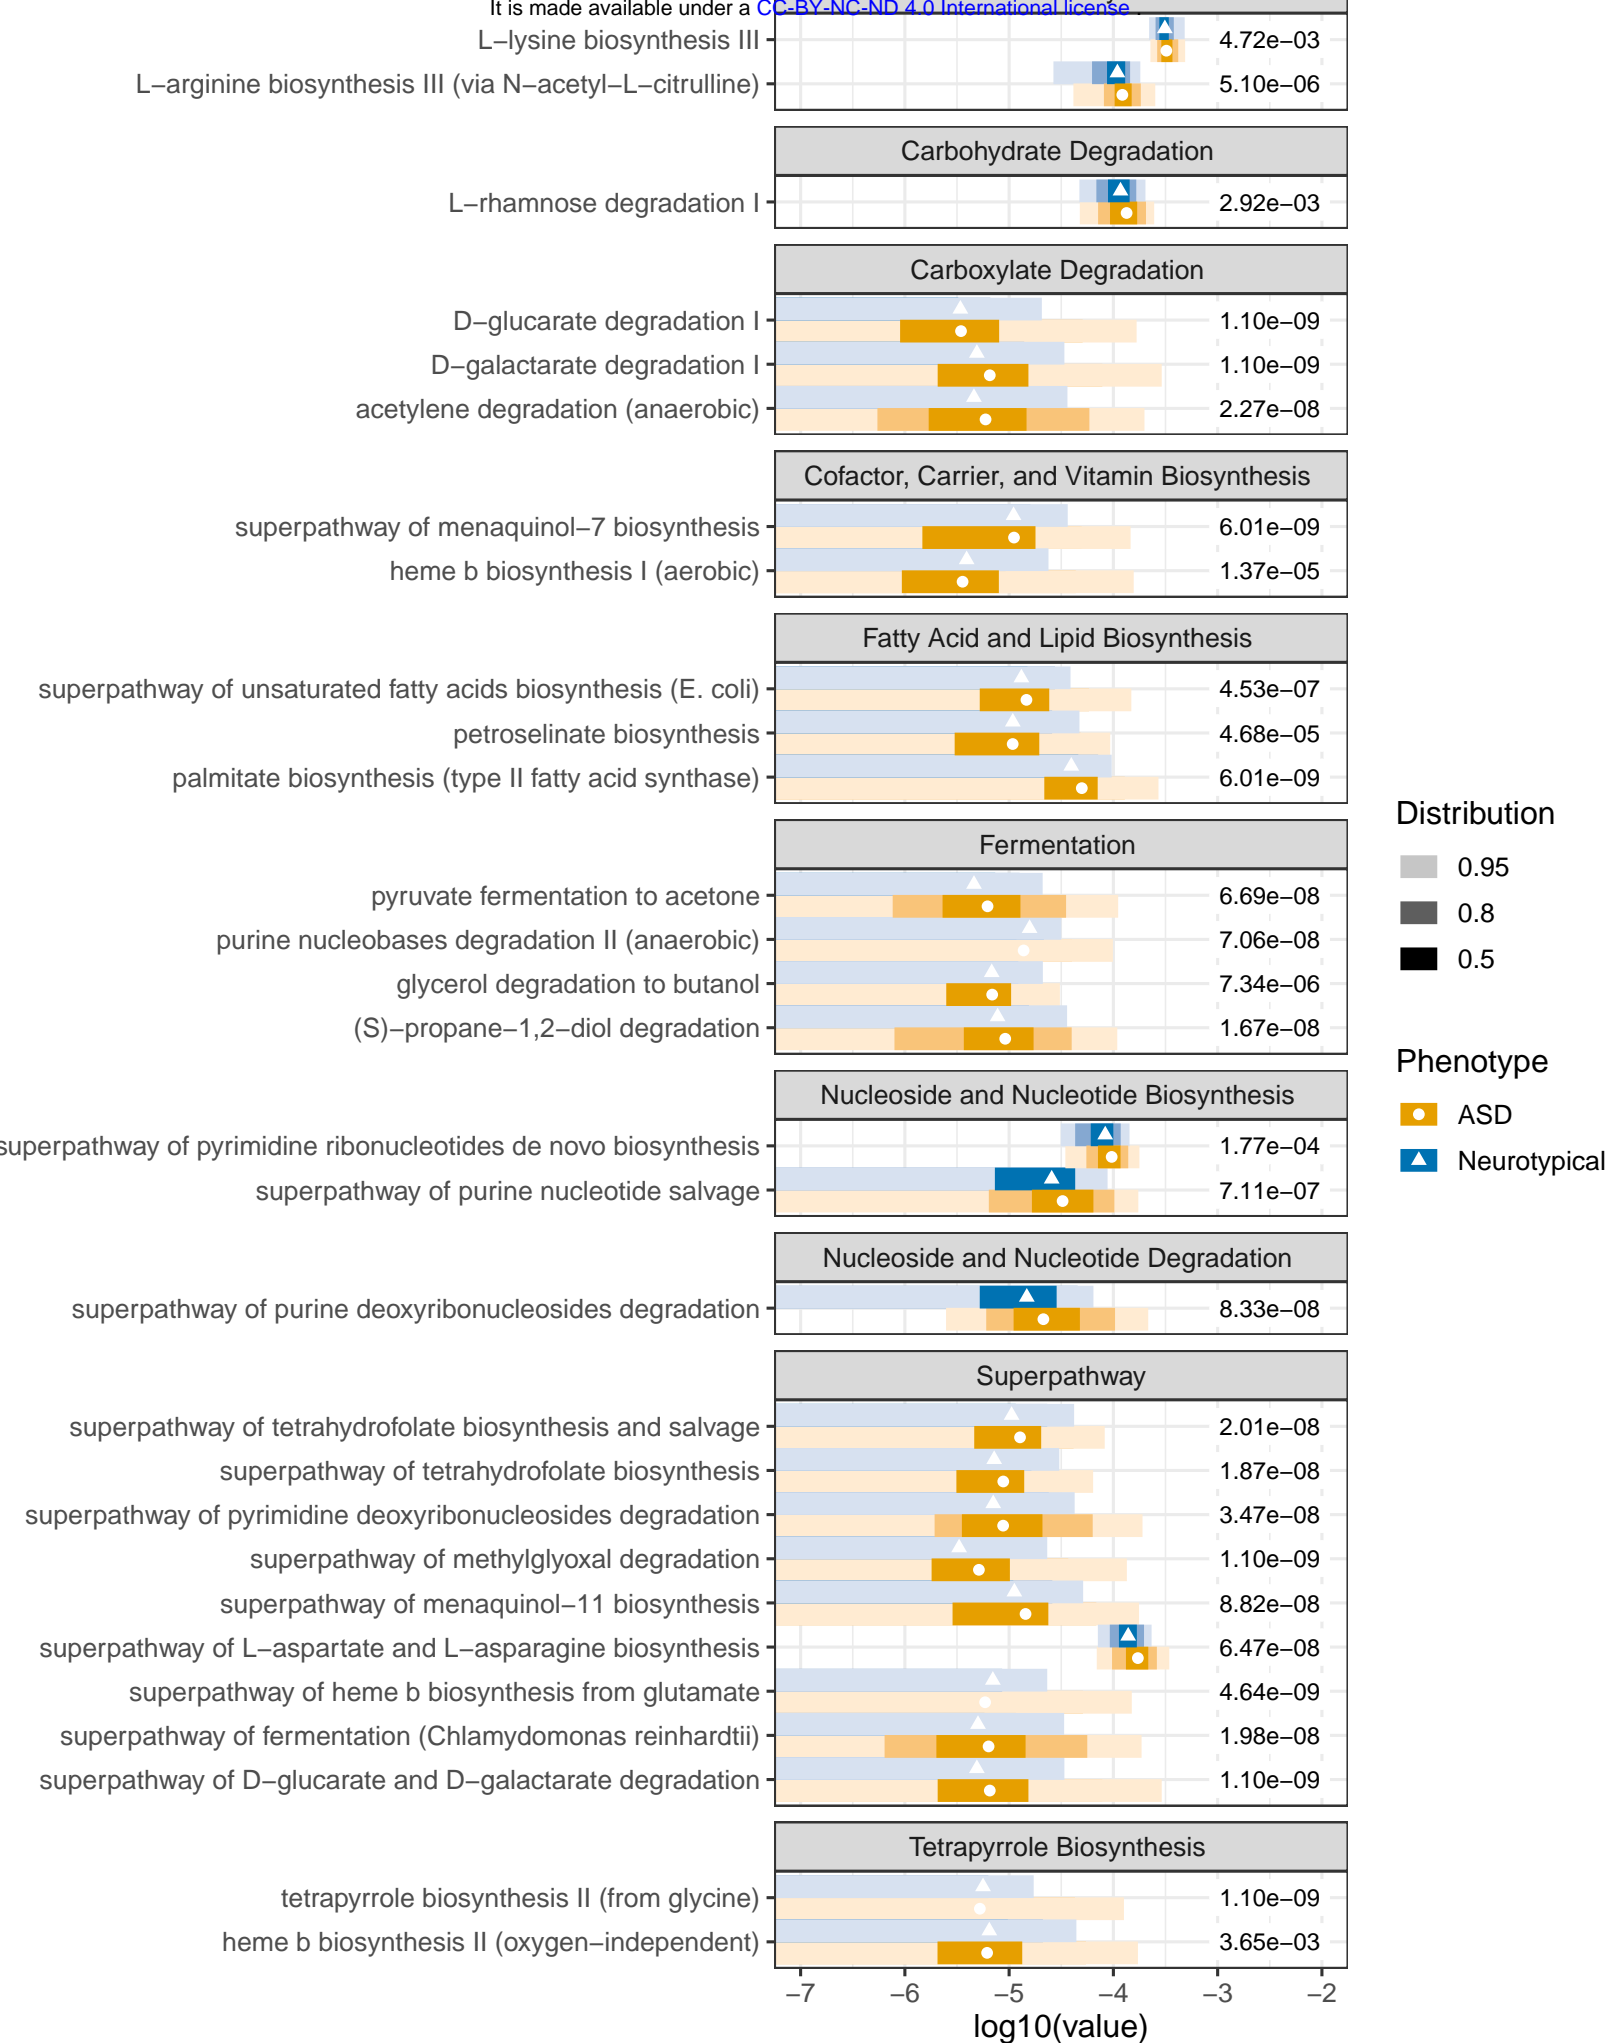 It is made available under a CC-BY-NC-ND 4.0 International license .
L−lysine biosynthesis III 4.72e−03
L−arginine biosynthesis III (via N−acetyl−L−citrulline) 5.10e−06
Carbohydrate Degradation
L−rhamnose degradation I 2.92e−03
Carboxylate Degradation
D−glucarate degradation I 1.10e−09
D−galactarate degradation I 1.10e−09
acetylene degradation (anaerobic) 2.27e−08
Cofactor, Carrier, and Vitamin Biosynthesis
superpathway of menaquinol−7 biosynthesis 6.01e−09
heme b biosynthesis I (aerobic) 1.37e−05
Fatty Acid and Lipid Biosynthesis
superpathway of unsaturated fatty acids biosynthesis (E. coli) 4.53e−07
petroselinate biosynthesis 4.68e−05
palmitate biosynthesis (type II fatty acid synthase) 6.01e−09
Fermentation
pyruvate fermentation to acetone 6.69e−08
purine nucleobases degradation II (anaerobic) 7.06e−08
glycerol degradation to butanol 7.34e−06
(S)−propane−1,2−diol degradation 1.67e−08
Nucleoside and Nucleotide Biosynthesis
superpathway of pyrimidine ribonucleotides de novo biosynthesis 1.77e−04
superpathway of purine nucleotide salvage 7.11e−07
Nucleoside and Nucleotide Degradation
superpathway of purine deoxyribonucleosides degradation 8.33e−08
Superpathway
superpathway of tetrahydrofolate biosynthesis and salvage 2.01e−08
superpathway of tetrahydrofolate biosynthesis 1.87e−08
superpathway of pyrimidine deoxyribonucleosides degradation 3.47e−08
superpathway of methylglyoxal degradation 1.10e−09
superpathway of menaquinol−11 biosynthesis 8.82e−08
superpathway of L−aspartate and L−asparagine biosynthesis 6.47e−08
superpathway of heme b biosynthesis from glutamate 4.64e−09
superpathway of fermentation (Chlamydomonas reinhardtii) 1.98e−08
superpathway of D−glucarate and D−galactarate degradation 1.10e−09
Tetrapyrrole Biosynthesis
tetrapyrrole biosynthesis II (from glycine) 1.10e−09
heme b biosynthesis II (oxygen−independent) 3.65e−03
−7 −6 −5 −4 −3 −2
log10(value)
Distribution
0.95
0.8
0.5
Phenotype
ASD
Neurotypical